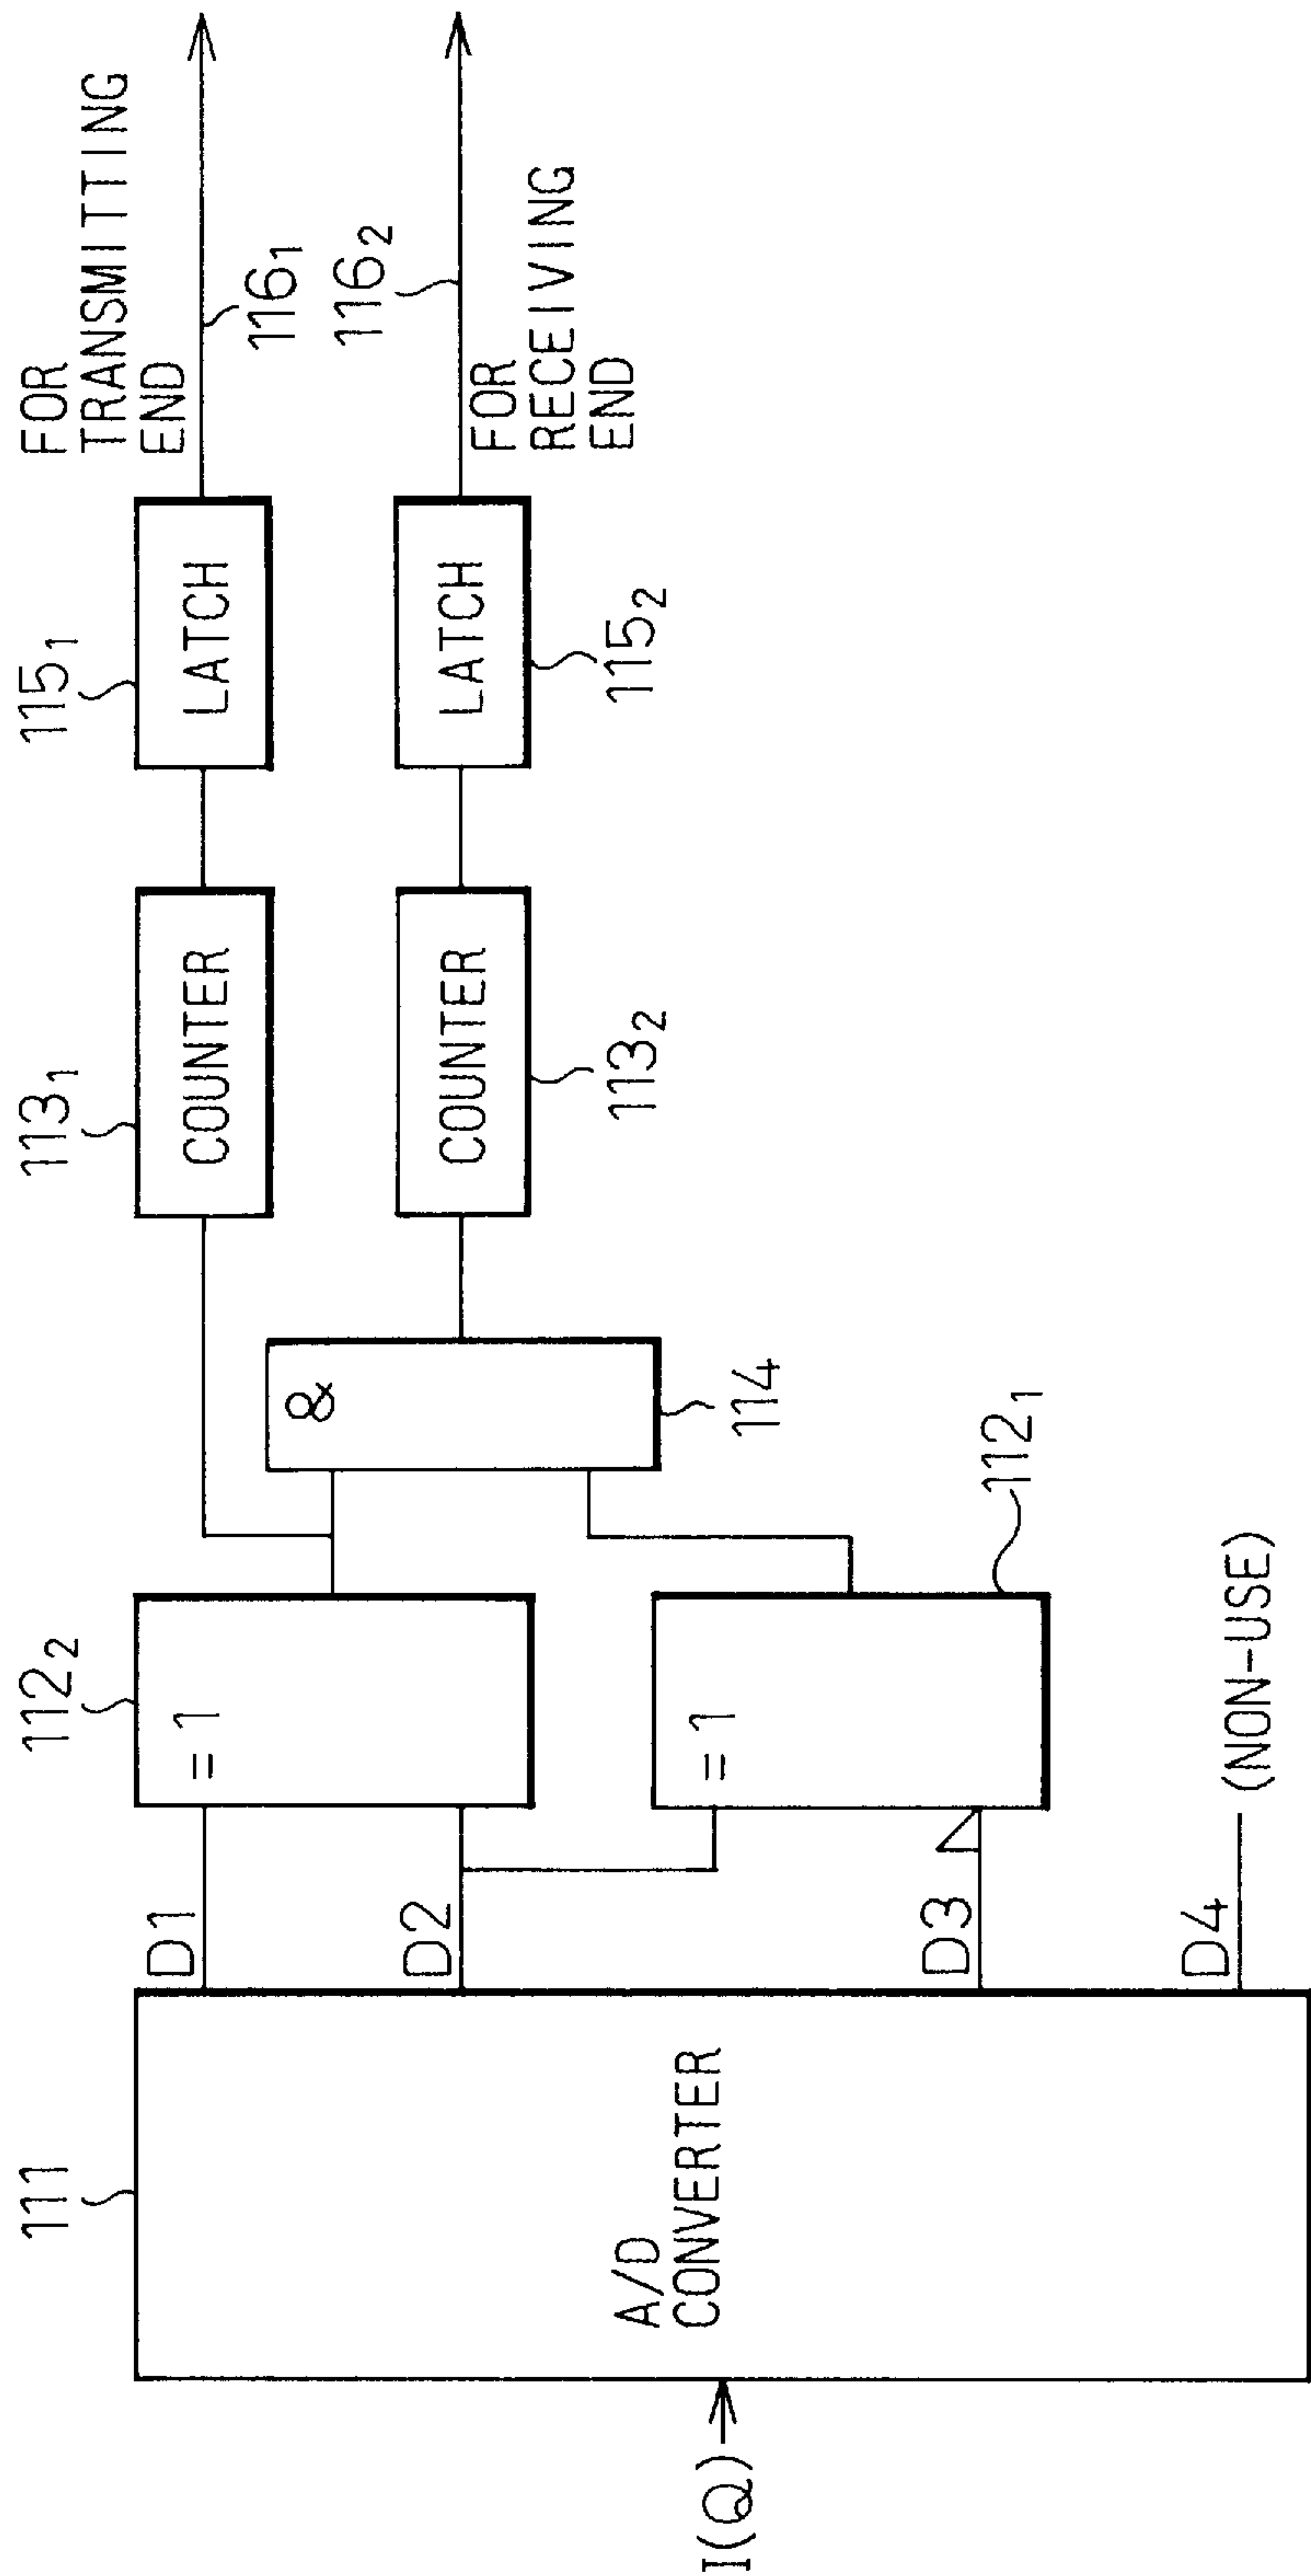 I(Q)
111
A/D
CONVERTER
D1
D2
D3
D4
(NON-USE)
112₂
= 1
= 1
112₁
&
114
113₁
COUNTER
COUNTER
113₂
115₁
LATCH
LATCH
115₂
FOR
TRANSMITTING
END
116₁
116₂
FOR
RECEIVING
END